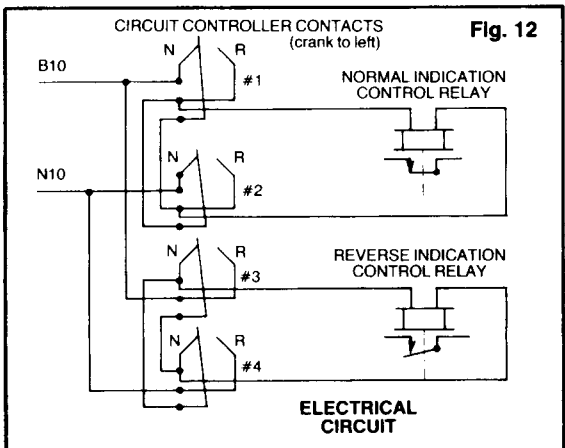 CIRCUIT CONTROLLER CONTACTS
(crank to left)
Fig. 12
N R
B10
#1
NORMAL INDICATION
CONTROL RELAY
N R
N10
#2
N R
#3
REVERSE INDICATION
CONTROL RELAY
N R
#4
ELECTRICAL
CIRCUIT